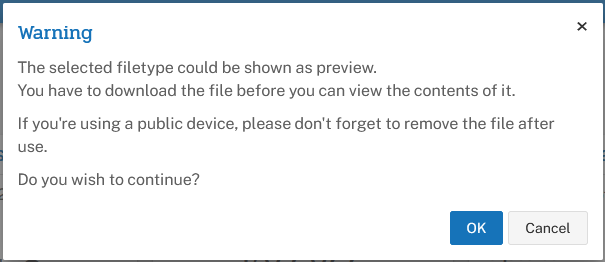 Warning
×
The selected filetype could be shown as preview.
You have to download the file before you can view the contents of it.
If you're using a public device, please don't forget to remove the file after
use.
Do you wish to continue?
OK
Cancel